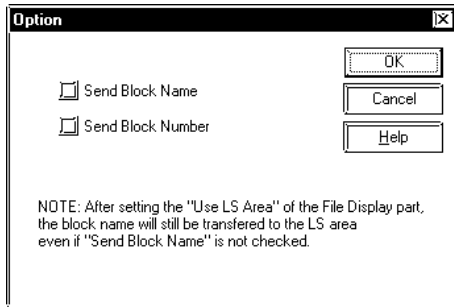 Option
OK
Send Block Name
Cancel
Send Block Number
Help
NOTE: After setting the "Use LS Area" of the File Display part,
the block name will still be transfered to the LS area
even if "Send Block Name" is not checked.